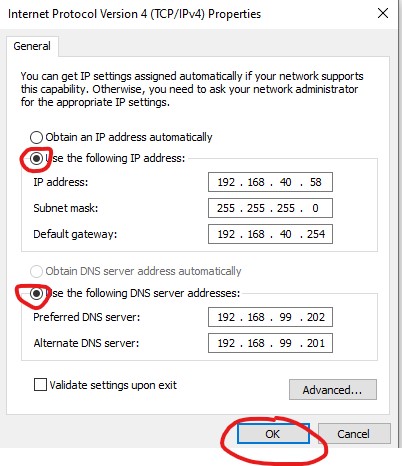 Internet Protocol Version 4 (TCP/IPv4) Properties
General
You can get IP settings assigned automatically if your network supports
this capability. Otherwise, you need to ask your network administrator
for the appropriate IP settings.
Obtain an IP address automatically
Use the following IP address:
IP address: 192 . 168 . 40 . 58
Subnet mask: 255 . 255 . 255 . 0
Default gateway: 192 . 168 . 40 . 254
Obtain DNS server address automatically
Use the following DNS server addresses:
Preferred DNS server: 192 . 168 . 99 . 202
Alternate DNS server: 192 . 168 . 99 . 201
Validate settings upon exit
Advanced...
OK Cancel